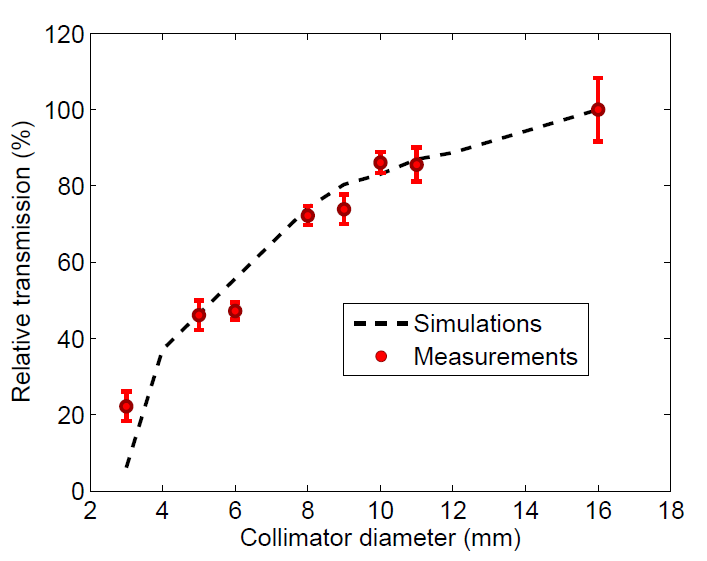 120
100
80
60
40
20
0
Relative transmission (%)
Simulations
Measurements
2 4 6 8 10 12 14 16 18
Collimator diameter (mm)